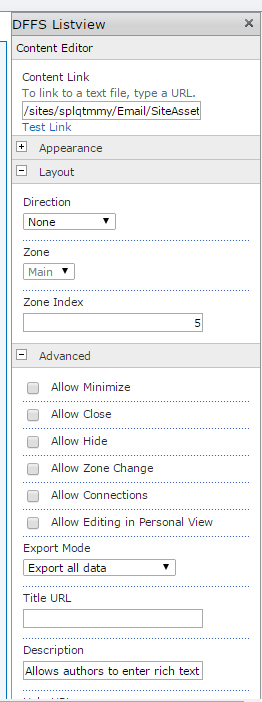 DFFS Listview
Content Editor
Content Link
To link to a text file, type a URL.
/sites/splqtmmy/Email/SiteAsset
Test Link
Appearance
Layout
Direction
None
Zone
Main
Zone Index
5
Advanced
Allow Minimize
Allow Close
Allow Hide
Allow Zone Change
Allow Connections
Allow Editing in Personal View
Export Mode
Export all data
Title URL
Description
Allows authors to enter rich text